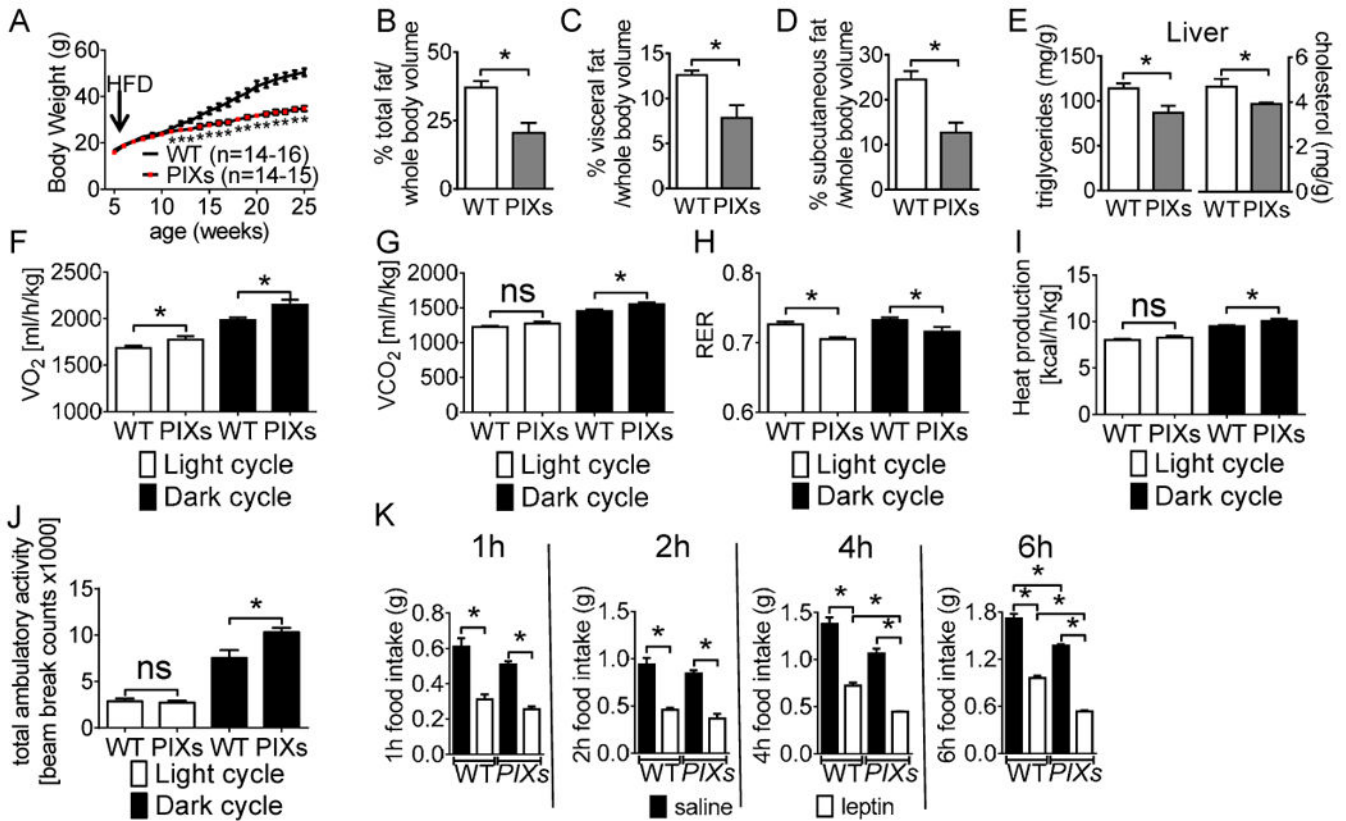 A
Body Weight (g)
60
40
20
0
HFD
WT (n=14-16)
PIXs (n=14-15)
*************** 
5 10 15 20 25
age (weeks)
B
% total fat/
whole body volume
50
25
0
*
WT PIXs
C
% visceral fat
/whole body volume
15
10
5
0
*
WT PIXs
D
% subcutaneous fat
/whole body volume
30
20
10
0
*
WT PIXs
E
Liver
triglycerides (mg/g)
150
100
50
0
*
*
6
4
2
0
cholesterol (mg/g)
WT PIXs WT PIXs
F
VO2 [ml/h/kg]
2500
2000
1500
1000
*
*
WT PIXs WT PIXs
Light cycle
Dark cycle
G
VCO2 [ml/h/kg]
2000
1500
1000
500
0
ns
*
WT PIXs WT PIXs
Light cycle
Dark cycle
H
RER
0.8
0.7
0.6
*
*
WT PIXs WT PIXs
Light cycle
Dark cycle
I
Heat production
[kcal/h/kg]
15
10
5
0
ns
*
WT PIXs WT PIXs
Light cycle
Dark cycle
J
total ambulatory activity
[beam break counts x1000]
15
10
5
0
ns
*
WT PIXs WT PIXs
Light cycle
Dark cycle
K
1h
1h food intake (g)
0.8
0.6
0.4
0.2
0.0
*
*
WT PIXs
2h
2h food intake (g)
1.5
1.0
0.5
0.0
*
*
WT PIXs
4h
4h food intake (g)
1.5
1.0
0.5
0.0
* *
*
WT PIXs
6h
6h food intake (g)
1.8
1.2
0.6
0.0
*
* *
*
WT PIXs
saline leptin